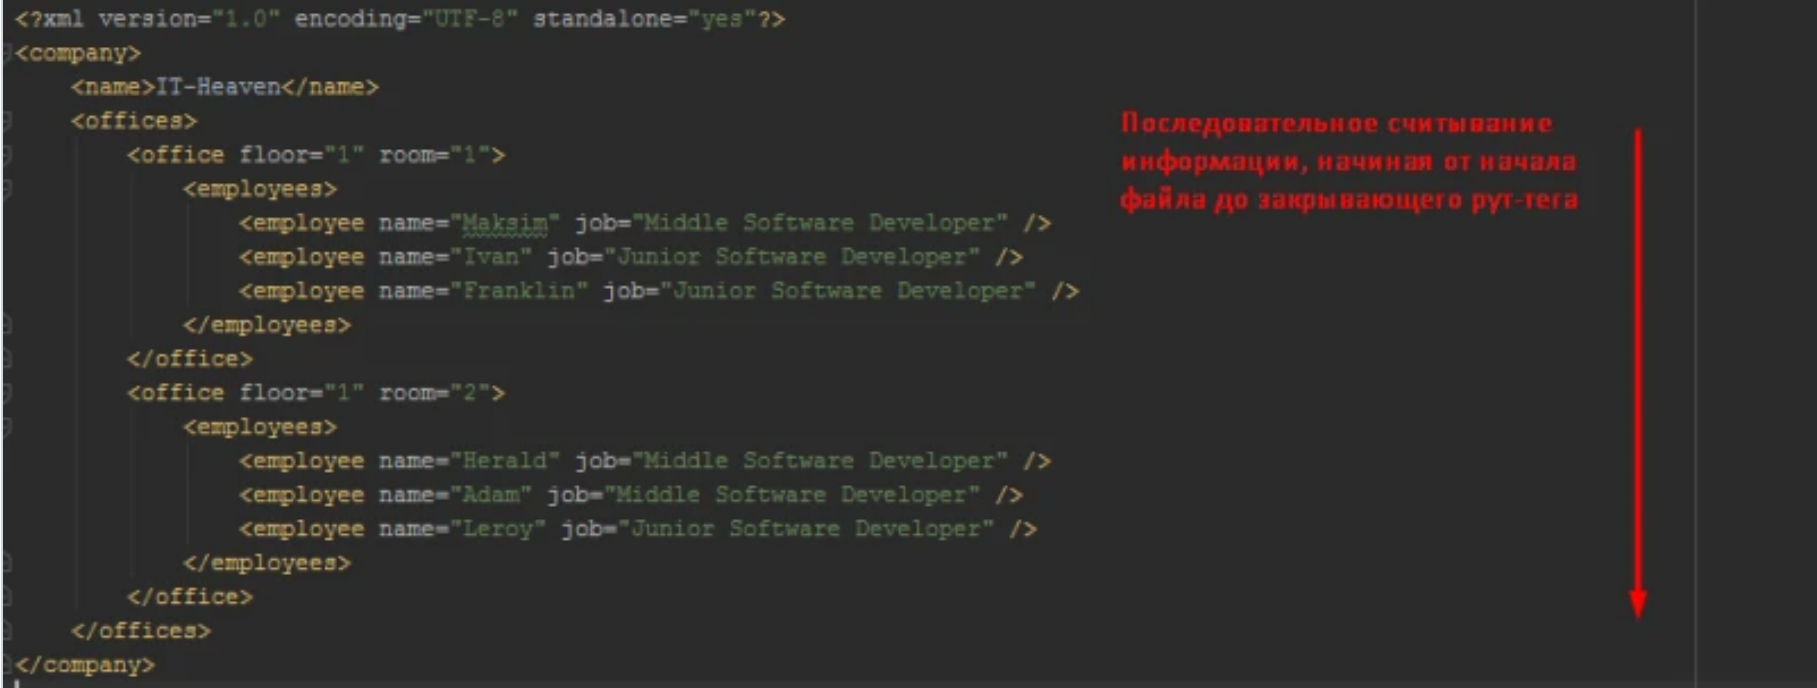 <?xml version="1.0" encoding="UTF-8" standalone="yes"?>
<company>
    <name>IT-Heaven</name>
    <offices>
        <office floor="1" room="1">
            <employees>
                <employee name="Maksim" job="Middle Software Developer" />
                <employee name="Ivan" job="Junior Software Developer" />
                <employee name="Franklin" job="Junior Software Developer" />
            </employees>
        </office>
        <office floor="1" room="2">
            <employees>
                <employee name="Herald" job="Middle Software Developer" />
                <employee name="Adam" job="Middle Software Developer" />
                <employee name="Leroy" job="Junior Software Developer" />
            </employees>
        </office>
    </offices>
</company>
Последовательное считывание
информации, начиная от начала
файла до закрывающего рут-тега